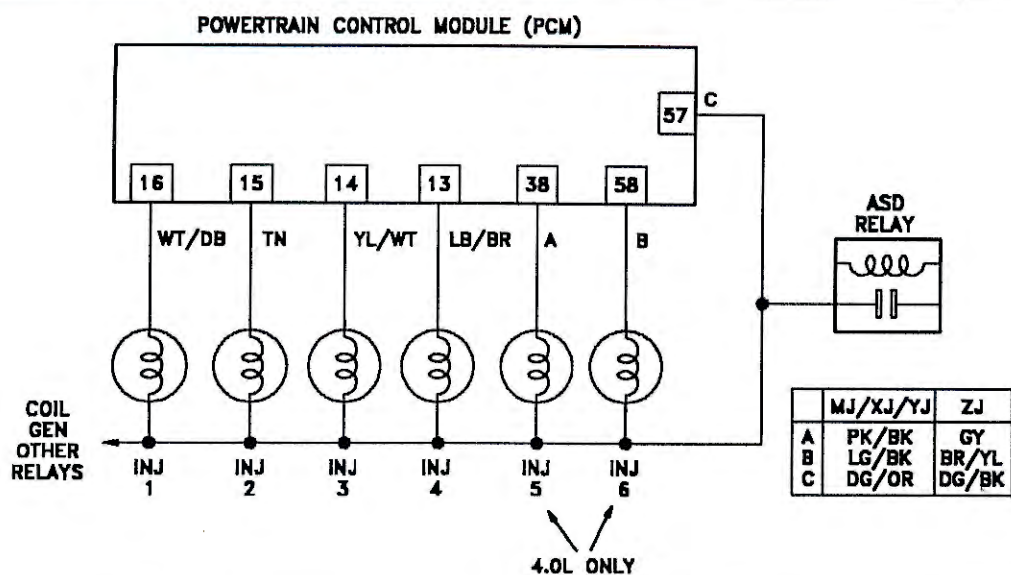 POWERTRAIN CONTROL MODULE (PCM)
57
C
16
15
14
13
38
58
WT/DB
TN
YL/WT
LB/BR
A
B
ASD
RELAY
COIL
GEN
OTHER
RELAYS
INJ
1
INJ
2
INJ
3
INJ
4
INJ
5
INJ
6
4.0L ONLY
MJ/XJ/YJ ZJ
A PK/BK GY
B LG/BK BR/YL
C DG/OR DG/BK